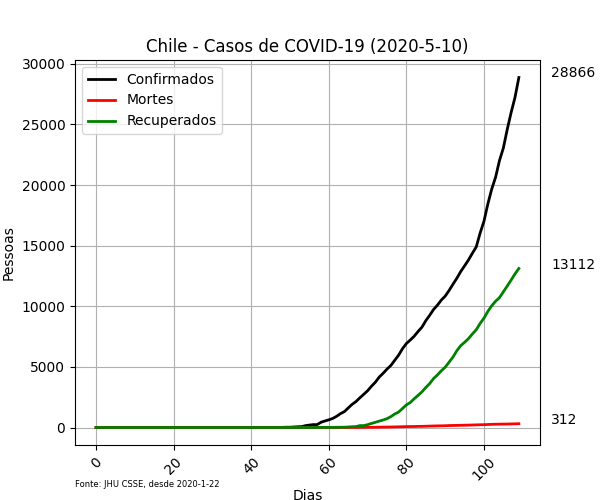 Chile - Casos de COVID-19 (2020-5-10)
30000
25000
20000
15000
10000
5000
0
Pessoas
Confirmados
Mortes
Recuperados
28866
13112
312
0
20
40
60
80
100
Fonte: JHU CSSE, desde 2020-1-22
Dias